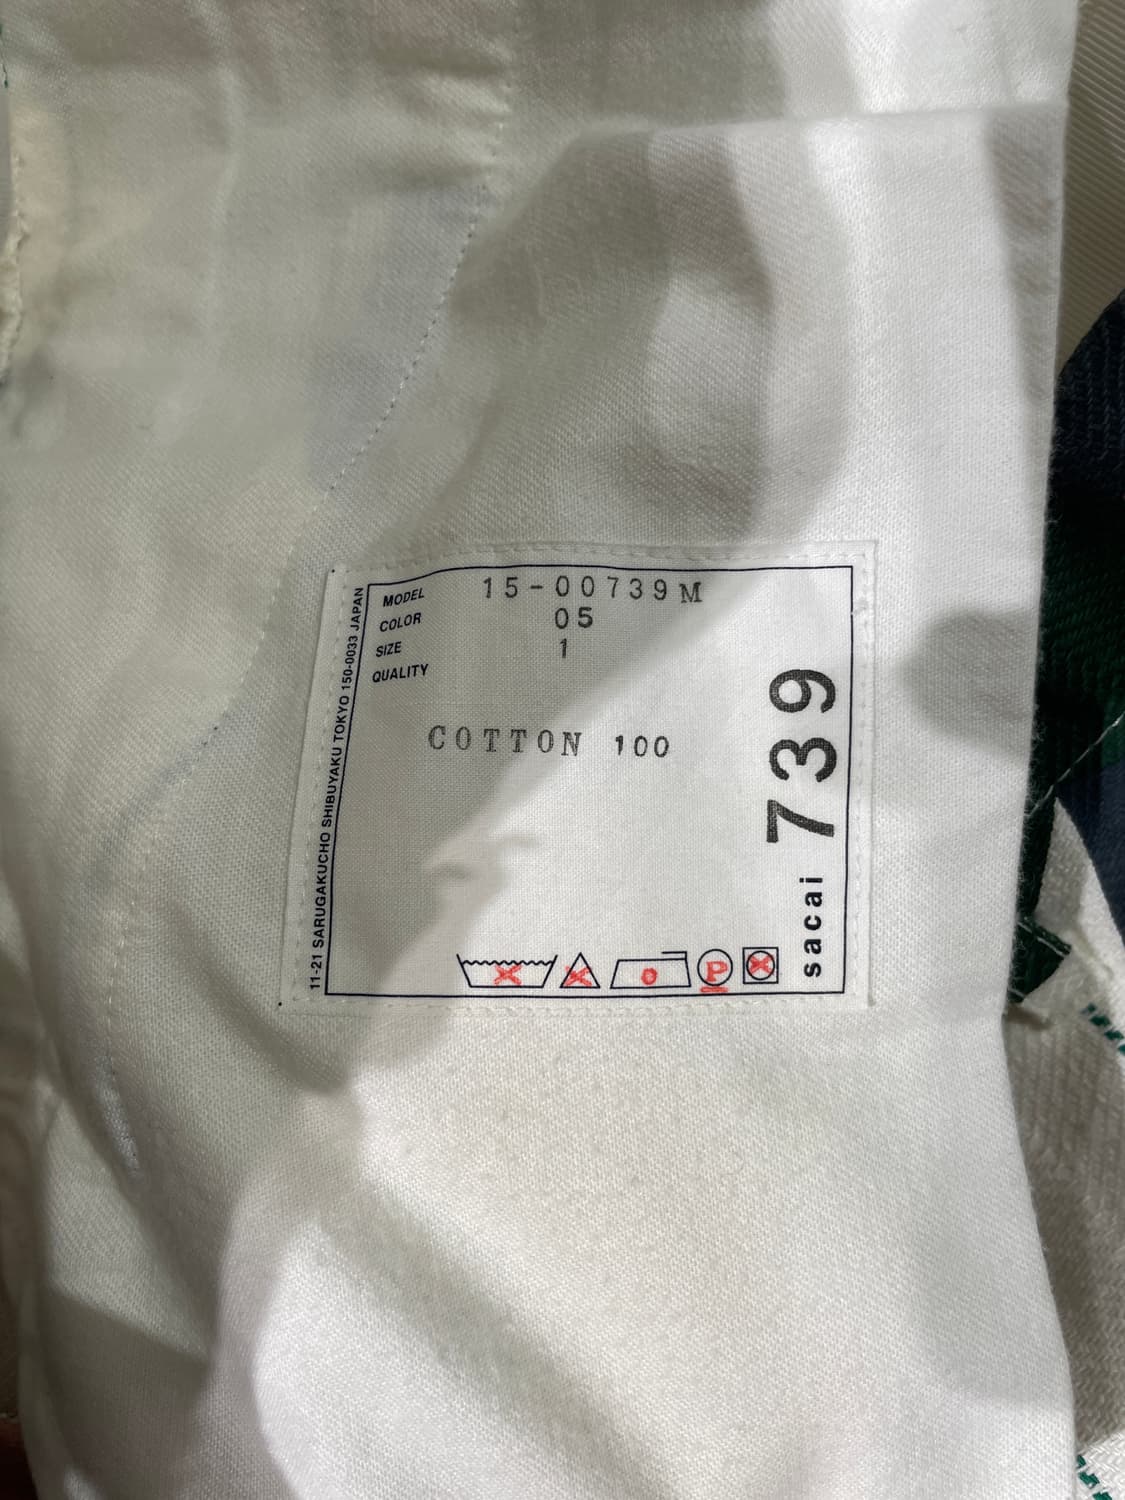 MODEL 15-00739M
COLOR 05
SIZE 1
QUALITY
COTTON 100
sacai 739
11-21 SARUGAKUCHO SHIBUYAKU TOKYO 150-0033 JAPAN
P